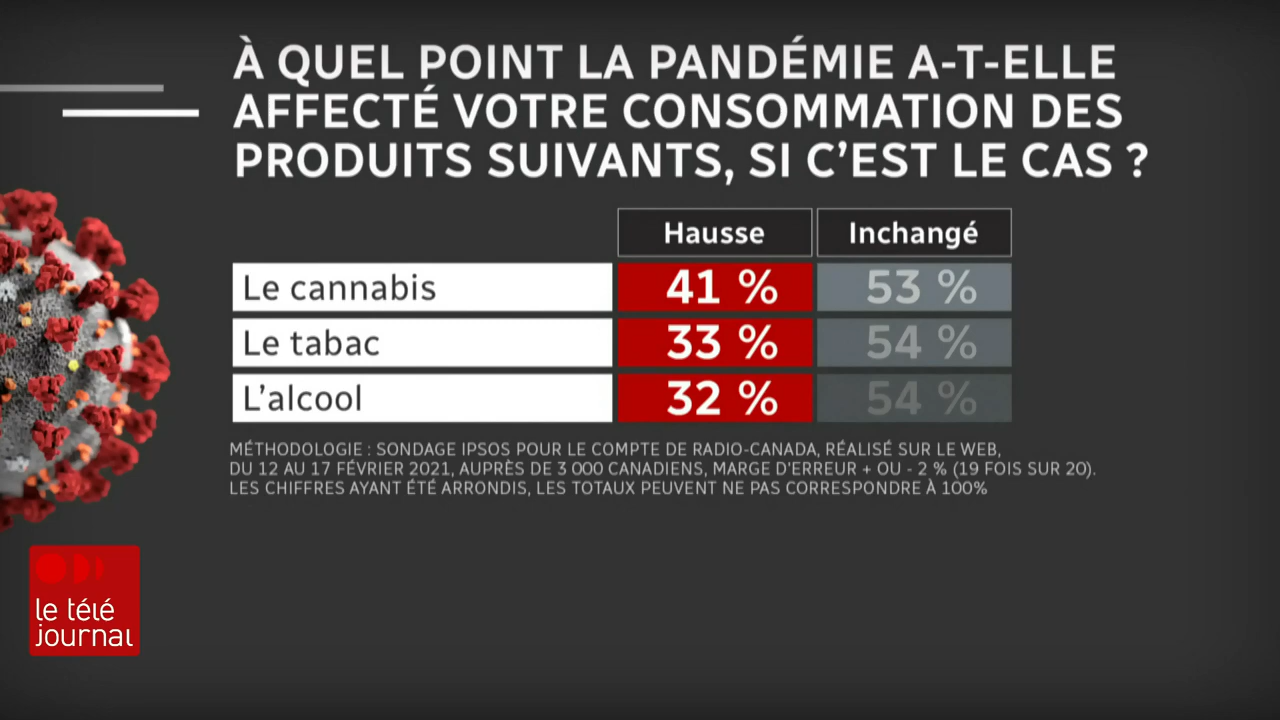 À QUEL POINT LA PANDÉMIE A-T-ELLE
AFFECTÉ VOTRE CONSOMMATION DES
PRODUITS SUIVANTS, SI C'EST LE CAS ?
Hausse Inchangé
Le cannabis 41 % 53 %
Le tabac 33 % 54 %
L'alcool 32 % 54 %
MÉTHODOLOGIE : SONDAGE IPSOS POUR LE COMPTE DE RADIO-CANADA, RÉALISÉ SUR LE WEB,
DU 12 AU 17 FÉVRIER 2021, AUPRÈS DE 3 000 CANADIENS, MARGE D'ERREUR + OU - 2 % (19 FOIS SUR 20).
LES CHIFFRES AYANT ÉTÉ ARRONDIS, LES TOTAUX PEUVENT NE PAS CORRESPONDRE À 100%
le télé
journal